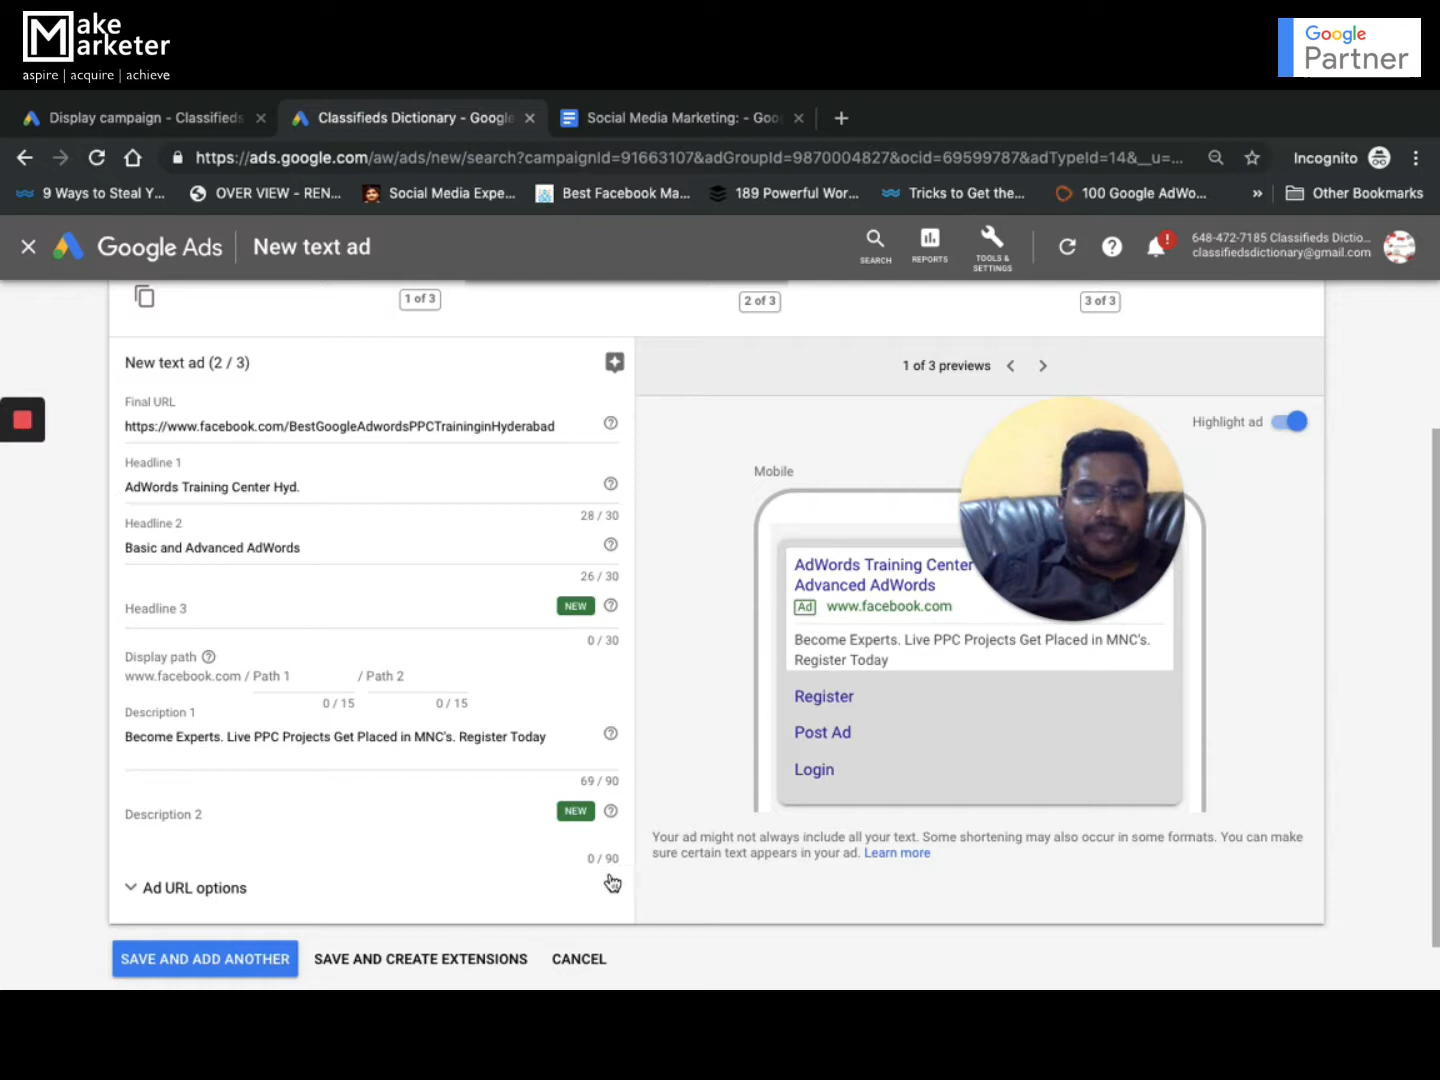 Make
Marketer
aspire | acquire | achieve
Google
Partner
Display campaign - Classifieds
Classifieds Dictionary - Google
Social Media Marketing: - Goo
https://ads.google.com/aw/ads/new/search?campaignId=91663107&adGroupId=9870004827&ocid=69599787&adTypeId=14&__u=...
Incognito
9 Ways to Steal Y...
OVER VIEW - REN...
Social Media Expe...
Best Facebook Ma...
189 Powerful Wor...
Tricks to Get the...
100 Google AdWo...
»
Other Bookmarks
Google Ads
New text ad
SEARCH
REPORTS
TOOLS &
SETTINGS
648-472-7185 Classifieds Dictio...
classifiedsdictionary@gmail.com
1 of 3
2 of 3
3 of 3
New text ad (2 / 3)
1 of 3 previews
Final URL
https://www.facebook.com/BestGoogleAdwordsPPCTraininginHyderabad
Highlight ad
Headline 1
AdWords Training Center Hyd.
28 / 30
Headline 2
Basic and Advanced AdWords
26 / 30
Headline 3
NEW
0 / 30
Display path
www.facebook.com / Path 1
/ Path 2
0 / 15
0 / 15
Description 1
Become Experts. Live PPC Projects Get Placed in MNC's. Register Today
69 / 90
Description 2
NEW
0 / 90
Ad URL options
Mobile
AdWords Training Center
Advanced AdWords
Ad www.facebook.com
Become Experts. Live PPC Projects Get Placed in MNC's.
Register Today
Register
Post Ad
Login
Your ad might not always include all your text. Some shortening may also occur in some formats. You can make
sure certain text appears in your ad. Learn more
SAVE AND ADD ANOTHER
SAVE AND CREATE EXTENSIONS
CANCEL